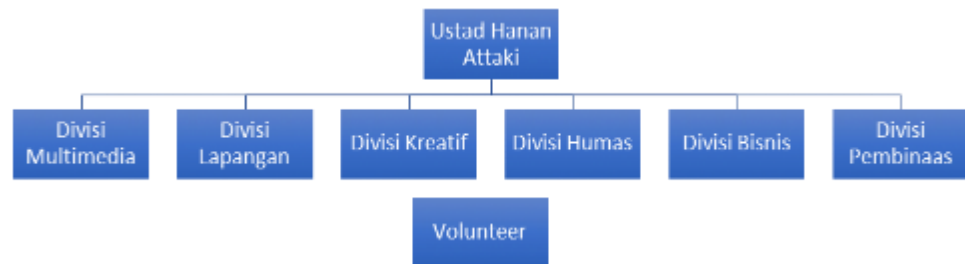 Ustad Hanan
Attaki
Divisi
Multimedia
Divisi
Lapangan
Divisi Kreatif
Divisi Humas
Divisi Bisnis
Divisi
Pembinaas
Volunteer